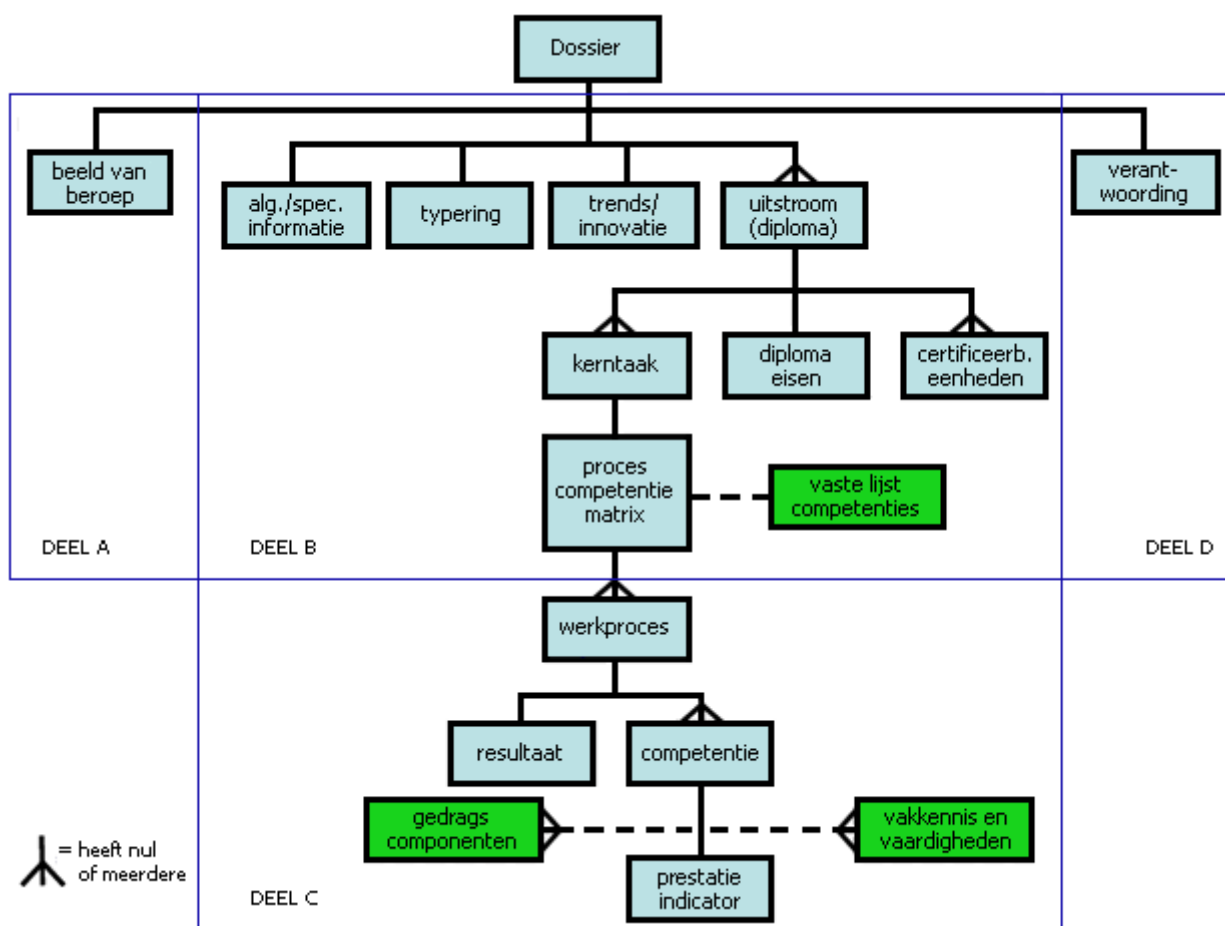 Dossier
beeld van
beroep
alg./spec.
informatie
typering
trends/
innovatie
uitstroom
(diploma)
verant-
woording
kerntaak
diploma
eisen
certificeerb.
eenheden
proces
competentie
matrix
vaste lijst
competenties
DEEL A
DEEL B
DEEL D
werkproces
resultaat
competentie
gedrags
componenten
vakkennis en
vaardigheden
prestatie
indicator
= heeft nul
of meerdere
DEEL C